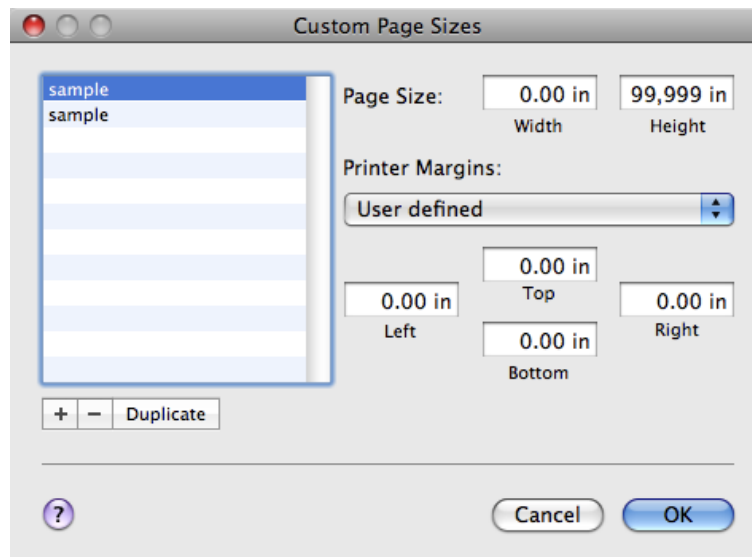 Custom Page Sizes
sample
sample
Page Size:
0.00 in
99,999 in
Width
Height
Printer Margins:
User defined
0.00 in
Top
0.00 in
Left
0.00 in
Right
0.00 in
Bottom
+
−
Duplicate
?
Cancel
OK